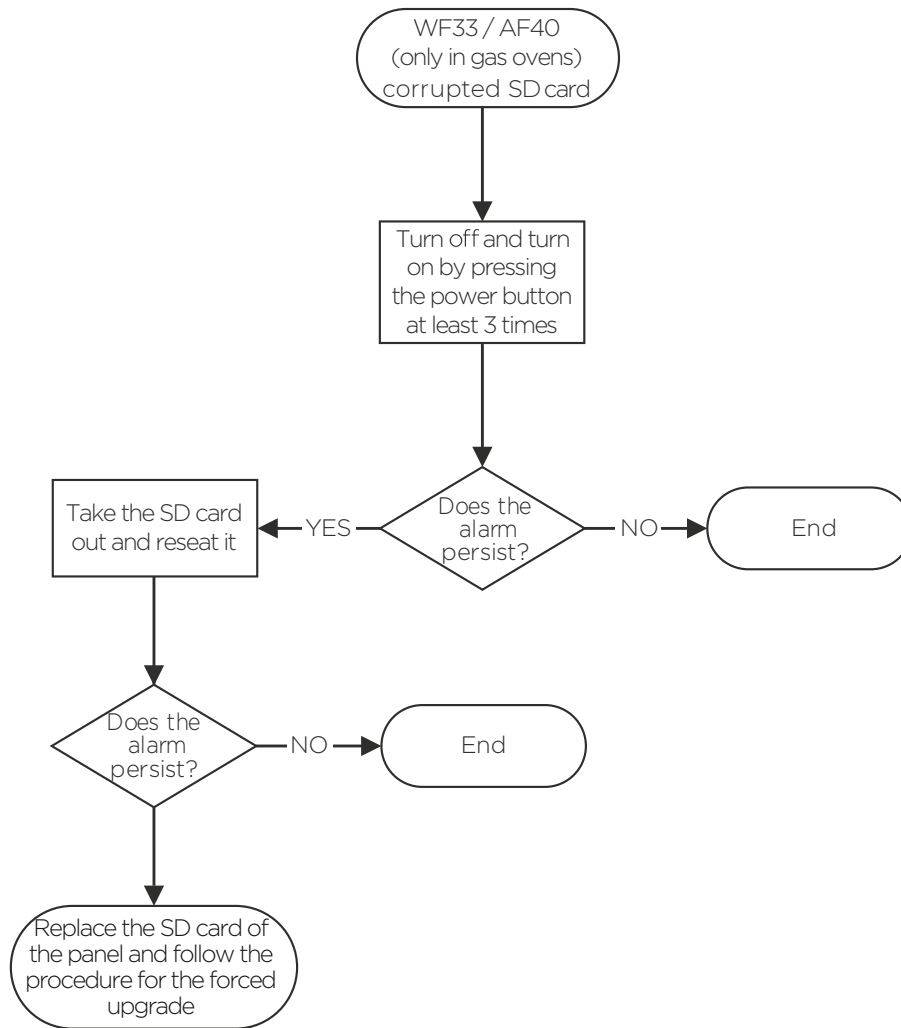 WF33 / AF40
(only in gas ovens)
corrupted SD card
Turn off and turn
on by pressing
the power button
at least 3 times
Does the
alarm
persist?
YES
NO
Take the SD card
out and reseat it
End
Does the
alarm
persist?
NO
End
Replace the SD card of
the panel and follow the
procedure for the forced
upgrade